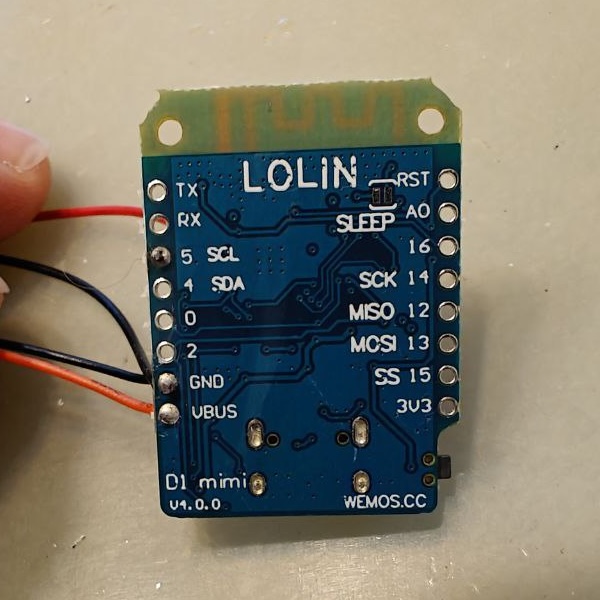 LOLIN
TX
RX
5 SCL
4 SDA
0
2
GND
VBUS
SLEEP
RST
A0
16
SCK 14
MISO 12
MOSI 13
SS 15
3V3
D1 mimi
V4.0.0
WEMOS.CC